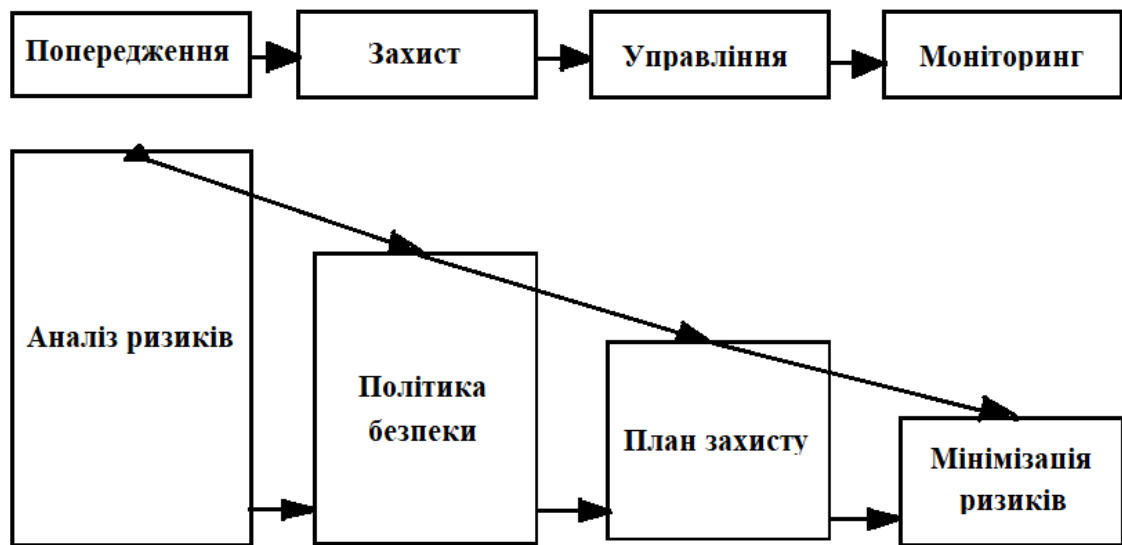 Попередження
Захист
Управління
Моніторинг
Аналіз ризиків
Політика
безпеки
План захисту
Мінімізація
ризиків